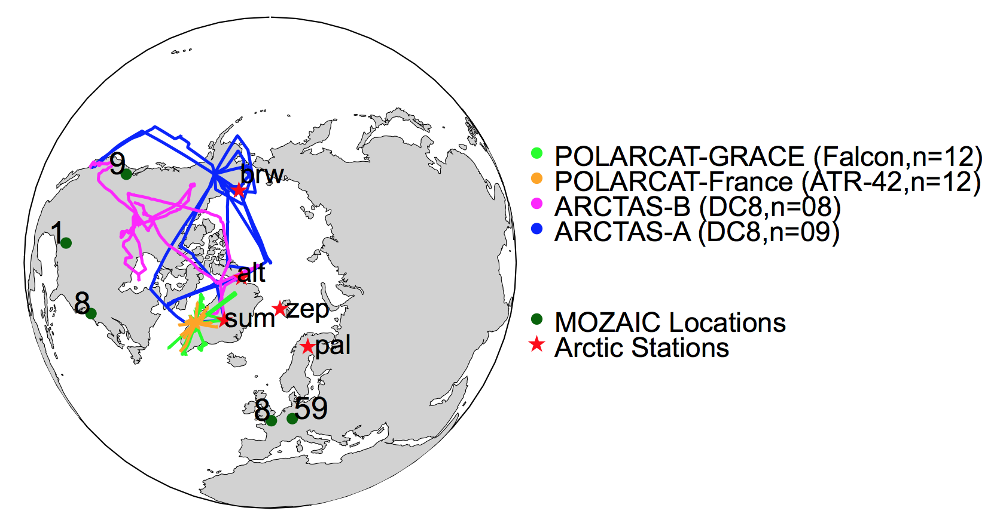 9
brw
1
alt
8
sum
zep
pal
8
59
POLARCAT-GRACE (Falcon,n=12)
POLARCAT-France (ATR-42,n=12)
ARCTAS-B (DC8,n=08)
ARCTAS-A (DC8,n=09)
MOZAIC Locations
Arctic Stations